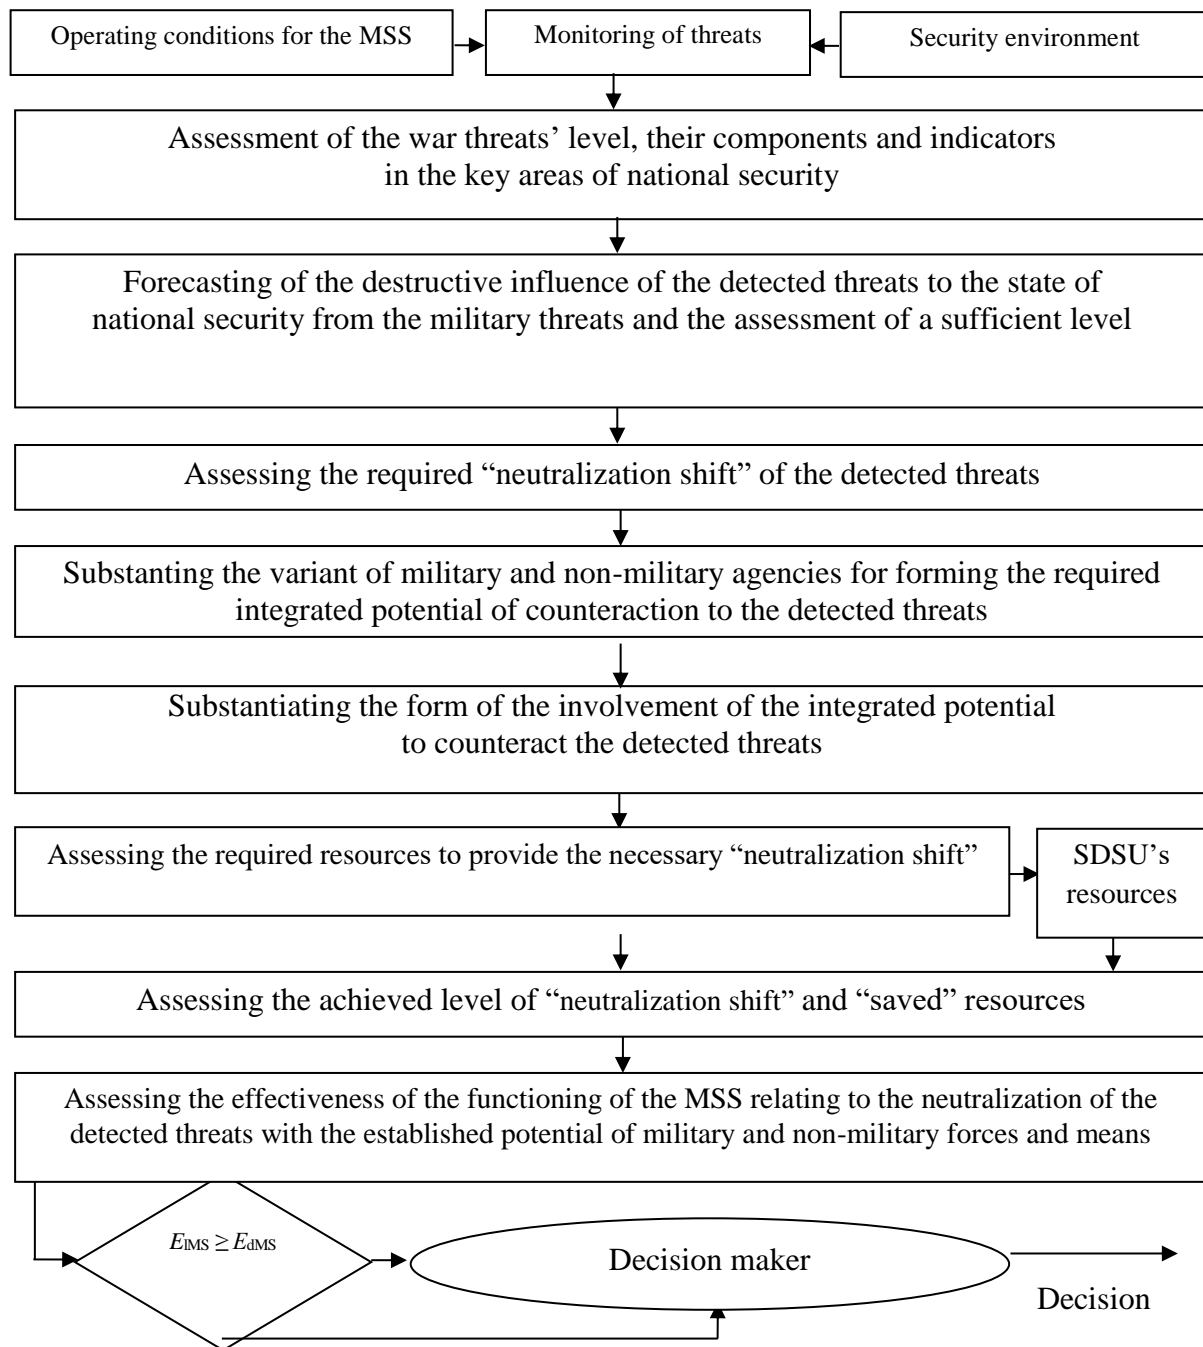 Operating conditions for the MSS
Monitoring of threats
Security environment
Assessment of the war threats’ level, their components and indicators
in the key areas of national security
Forecasting of the destructive influence of the detected threats to the state of
national security from the military threats and the assessment of a sufficient level
Assessing the required “neutralization shift” of the detected threats
Substanting the variant of military and non-military agencies for forming the required
integrated potential of counteraction to the detected threats
Substantiating the form of the involvement of the integrated potential
to counteract the detected threats
Assessing the required resources to provide the necessary “neutralization shift”
SDSU’s
resources
Assessing the achieved level of “neutralization shift” and “saved” resources
Assessing the effectiveness of the functioning of the MSS relating to the neutralization of the
detected threats with the established potential of military and non-military forces and means
EIMS ≥ EdMS
Decision maker
Decision